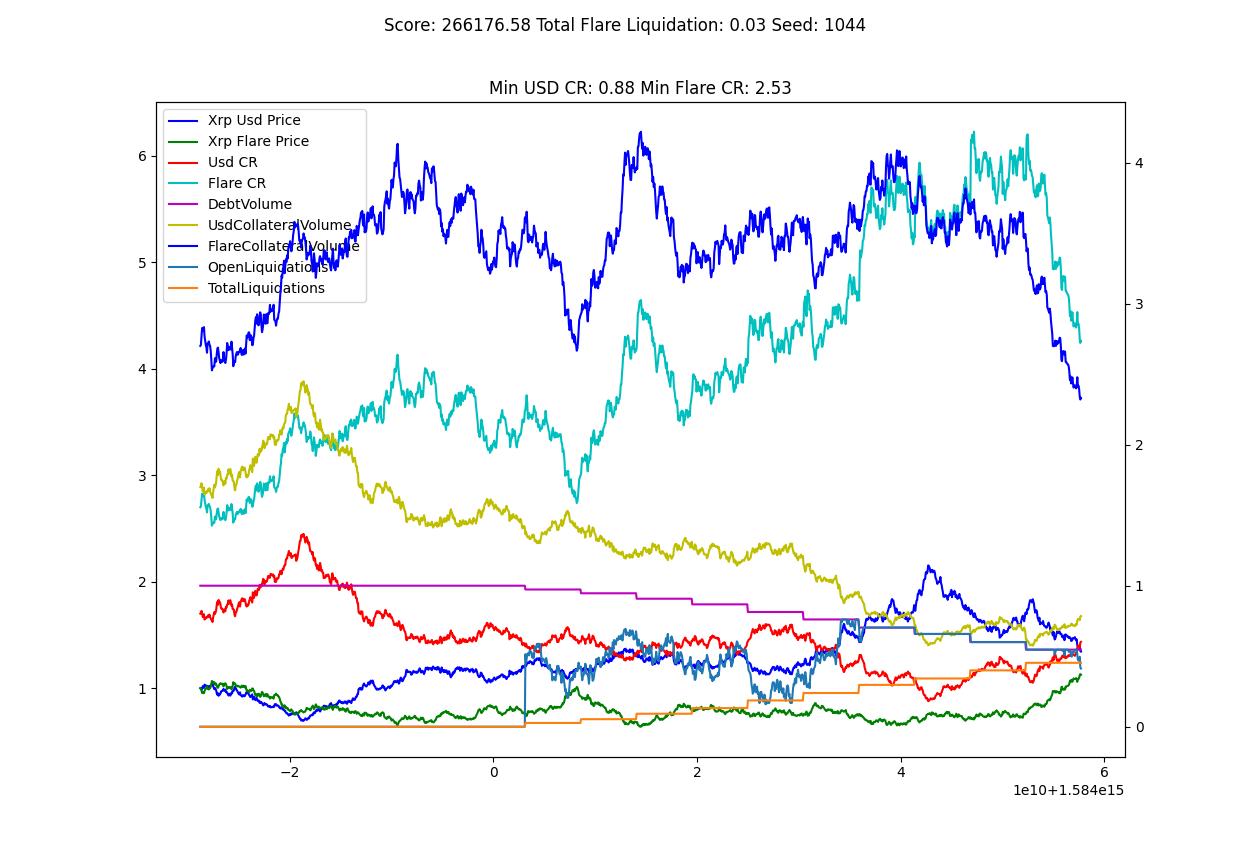 Score: 266176.58 Total Flare Liquidation: 0.03 Seed: 1044
Min USD CR: 0.88 Min Flare CR: 2.53
Xrp Usd Price
Xrp Flare Price
Usd CR
Flare CR
DebtVolume
UsdCollateralVolume
FlareCollateralVolume
OpenLiquidations
TotalLiquidations
6
5
4
3
2
1
4
3
2
1
0
−2
0
2
4
6
1e10+1.584e15